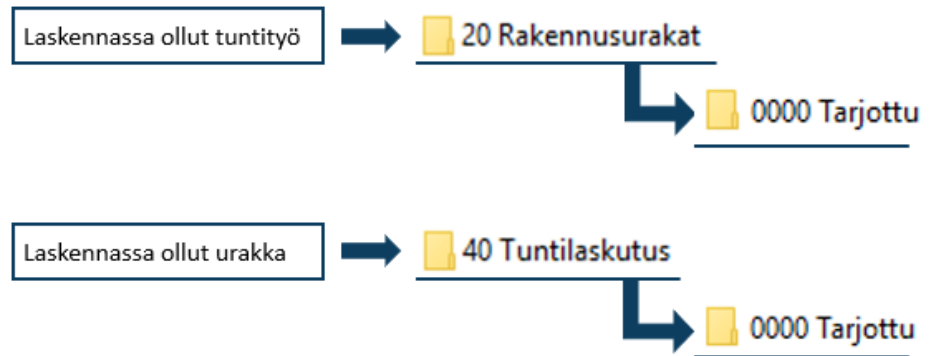 Laskennassa ollut tuntityö
20 Rakennusurakat
0000 Tarjottu
Laskennassa ollut urakka
40 Tuntilaskutus
0000 Tarjottu